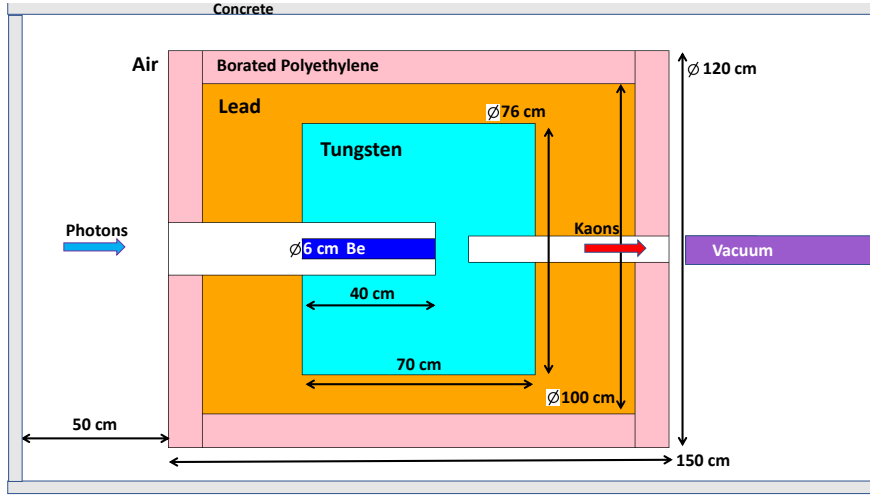 Concrete
Air
Borated Polyethylene
∅ 120 cm
Lead
∅ 76 cm
Tungsten
Photons
Kaons
∅ 6 cm Be
Vacuum
40 cm
70 cm
∅ 100 cm
50 cm
150 cm